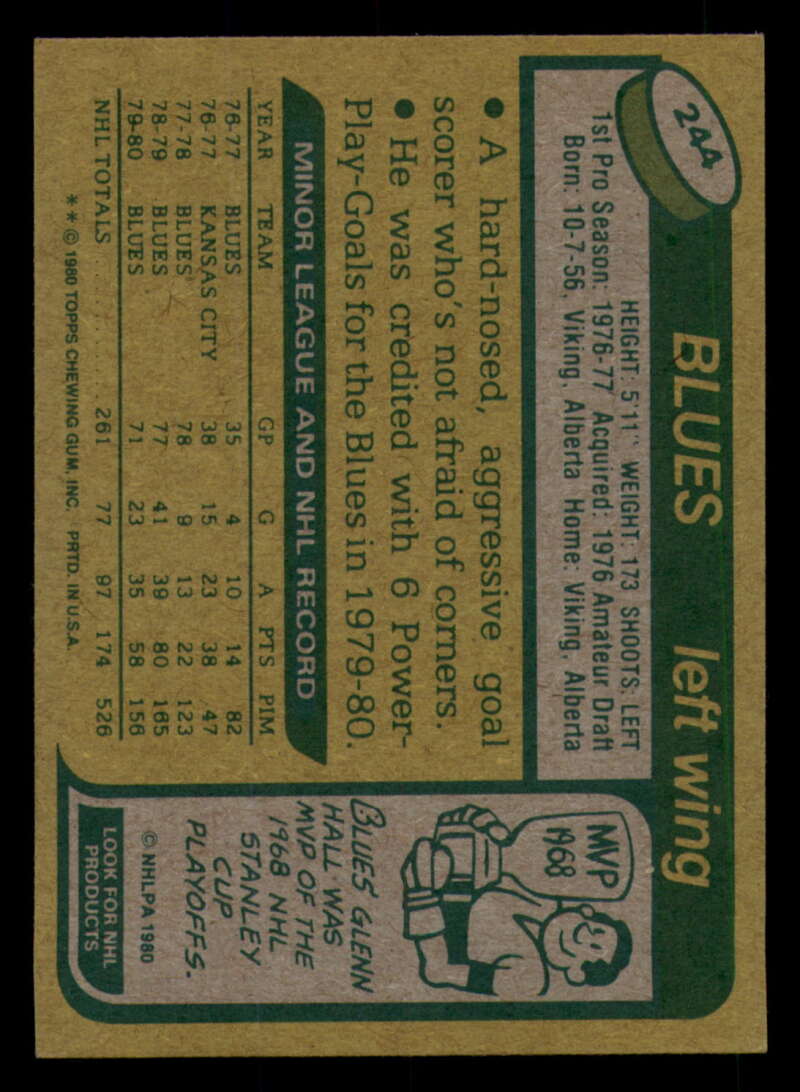 244
BLUES left wing
HEIGHT: 5'11" WEIGHT: 173 SHOOTS: LEFT
1st Pro Season: 1976-77 Acquired: 1976 Amateur Draft
Born: 10-7-56, Viking, Alberta Home: Viking, Alberta
• A hard-nosed, aggressive goal
scorer who's not afraid of corners.
• He was credited with 6 Power-
Play-Goals for the Blues in 1979-80.
MINOR LEAGUE AND NHL RECORD
YEAR TEAM GP G A PTS PIM
76-77 BLUES 35 4 10 14 82
76-77 KANSAS CITY 38 15 23 38 47
77-78 BLUES 78 9 13 22 123
78-79 BLUES 77 41 39 80 165
79-80 BLUES 71 23 35 58 156
NHL TOTALS .......... 261 77 97 174 526
** © 1980 TOPPS CHEWING GUM, INC. PRTD. IN U.S.A.
MVP
1968
BLUES' GLENN
HALL WAS
MVP OF THE
1968 NHL
STANLEY
CUP
PLAYOFFS.
© NHLPA 1980
LOOK FOR NHL
PRODUCTS